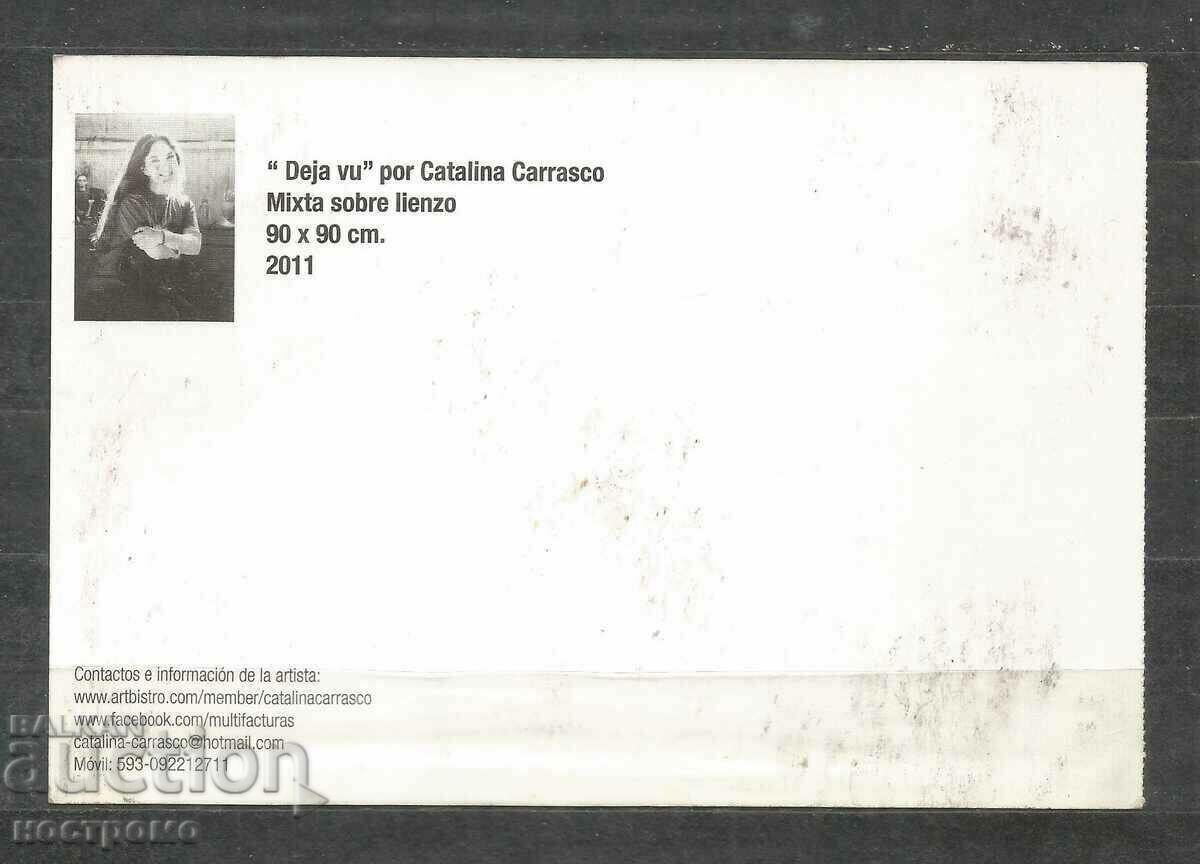 “ Deja vu” por Catalina Carrasco
Mixta sobre lienzo
90 x 90 cm.
2011
Contactos e información de la artista:
www.artbistro.com/member/catalinacarrasco
www.facebook.com/multifacturas
catalina-carrasco@hotmail.com
Móvil: 593-092212711
BALKAN
auction
ностромо